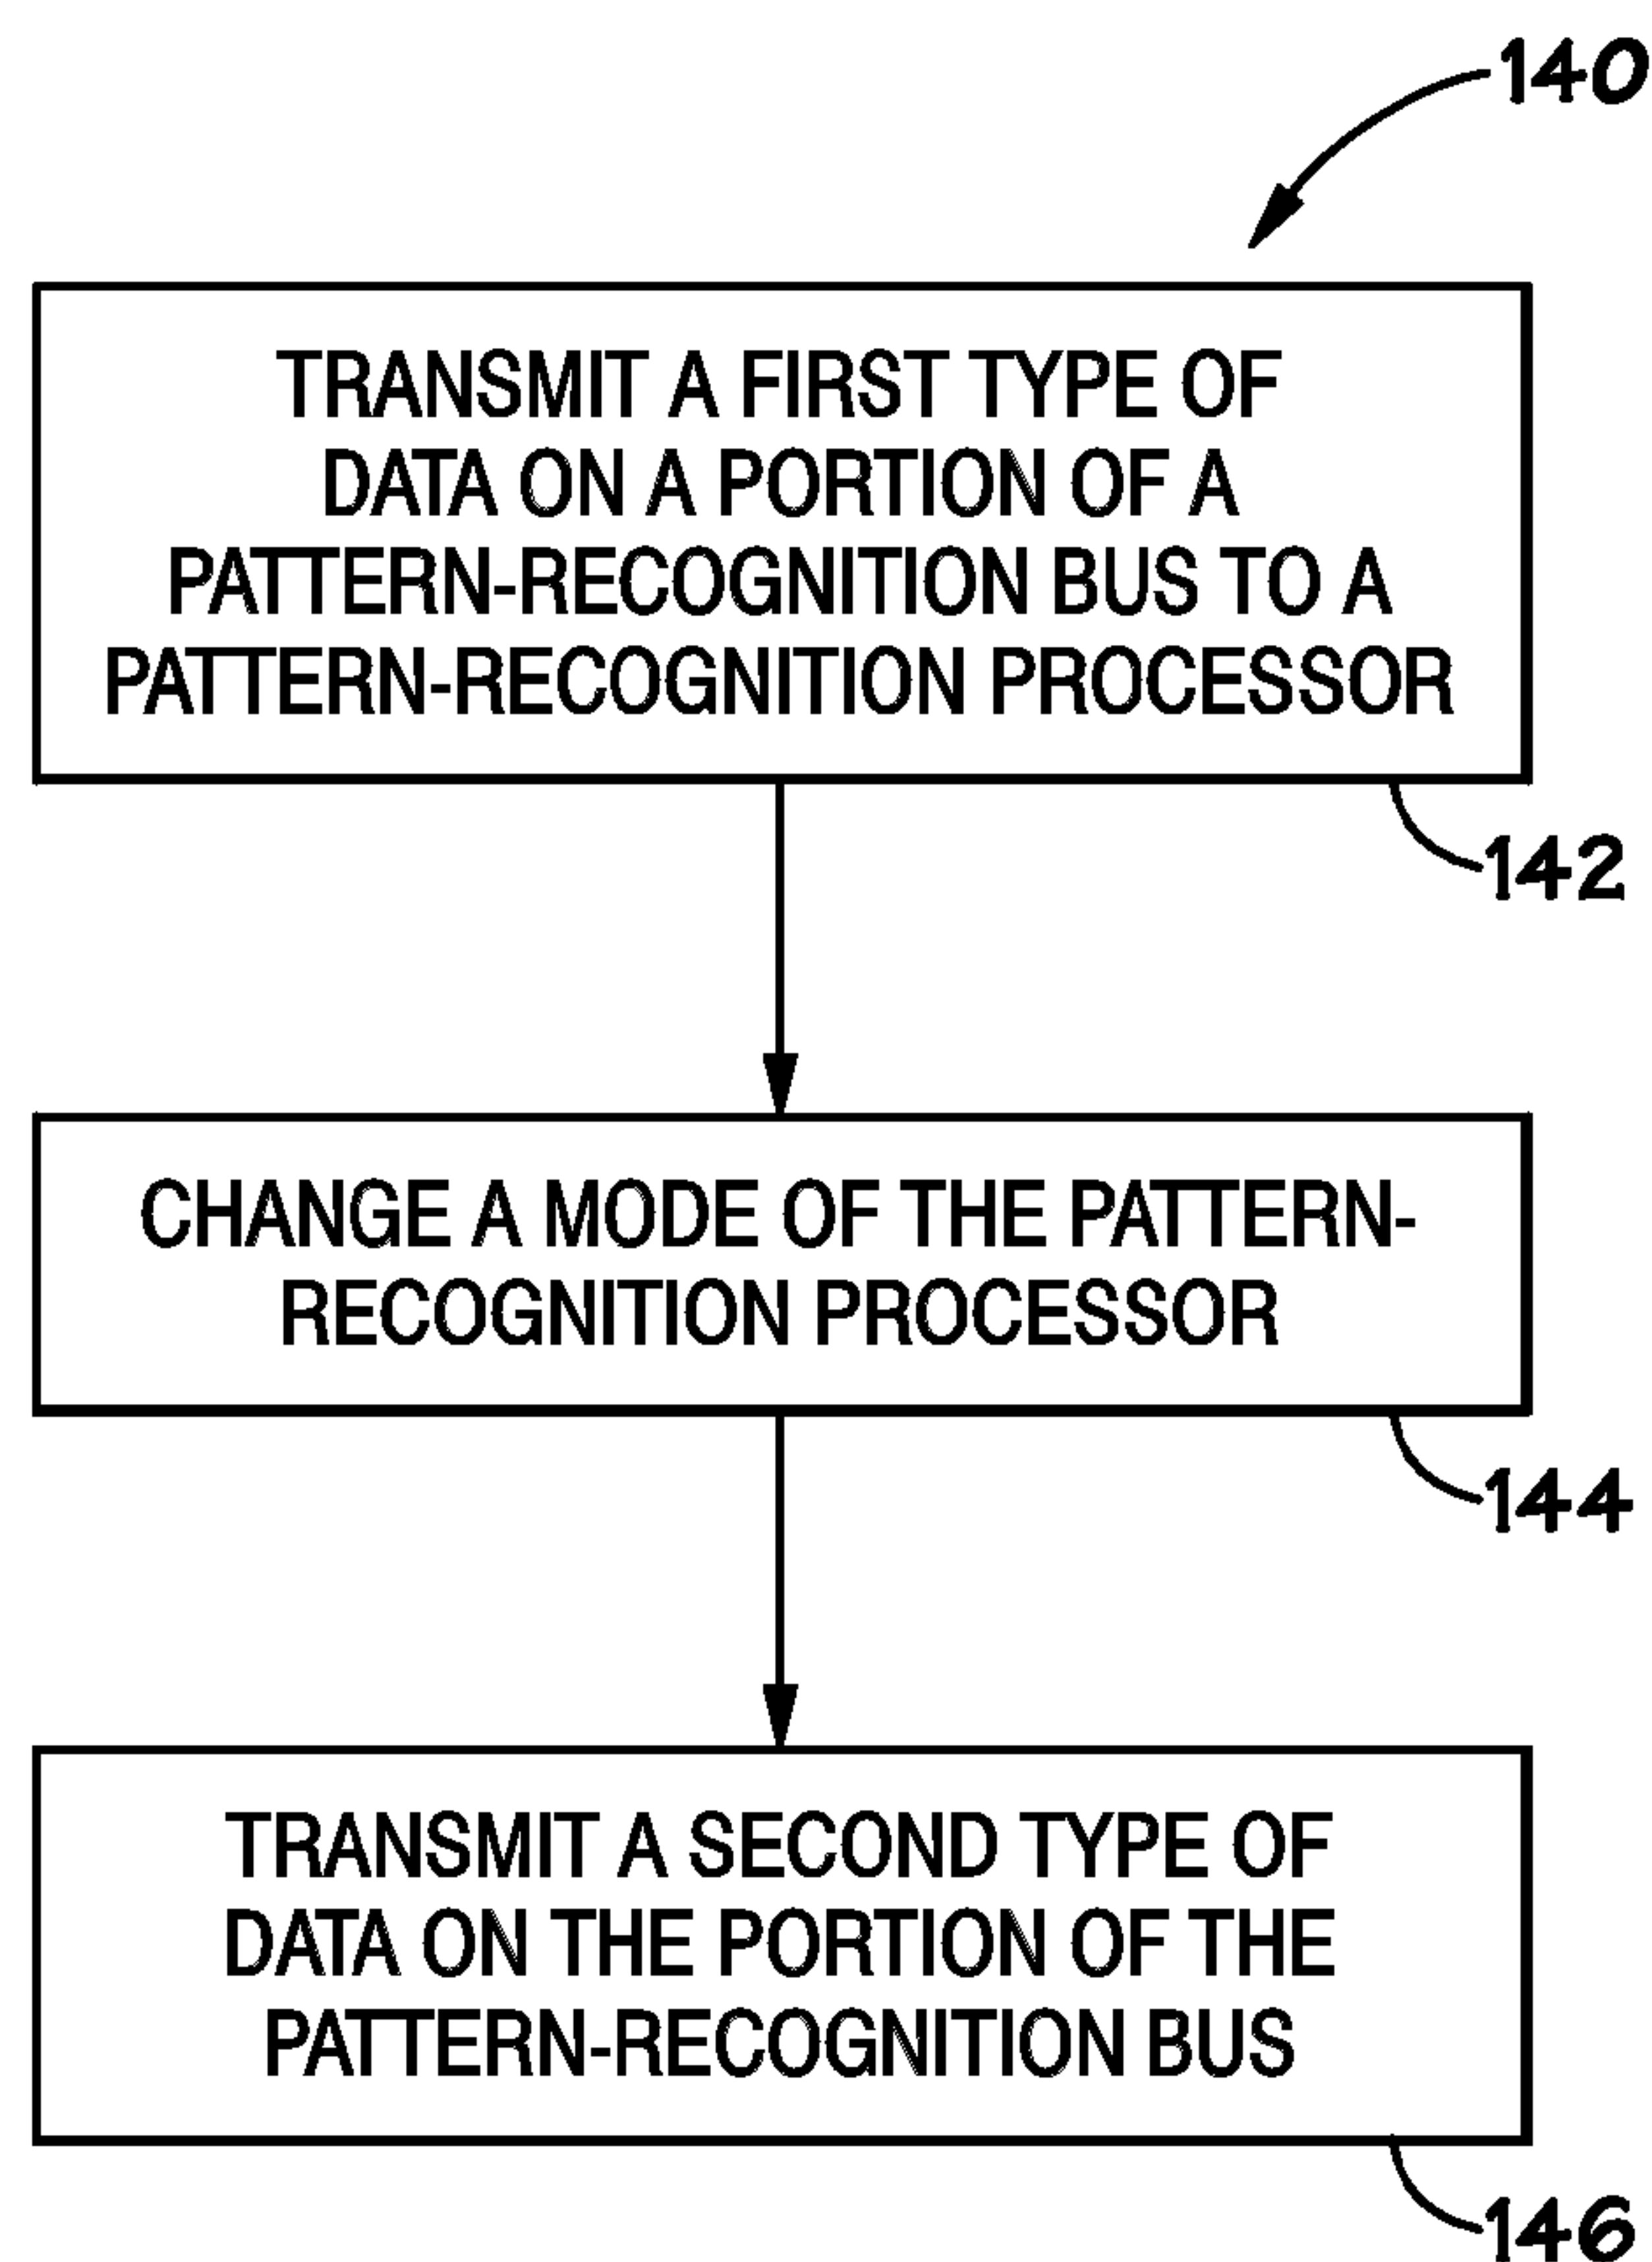 140
TRANSMIT A FIRST TYPE OF
DATA ON A PORTION OF A
PATTERN-RECOGNITION BUS TO A
PATTERN-RECOGNITION PROCESSOR
142
CHANGE A MODE OF THE PATTERN-
RECOGNITION PROCESSOR
144
TRANSMIT A SECOND TYPE OF
DATA ON THE PORTION OF THE
PATTERN-RECOGNITION BUS
146